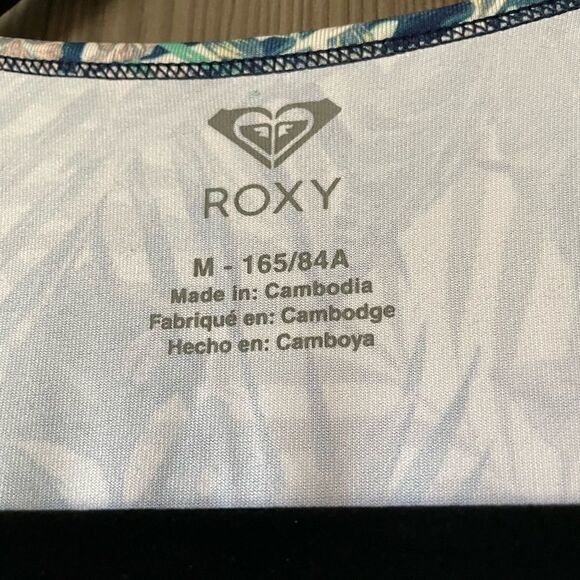 ROXY
M - 165/84A
Made in: Cambodia
Fabriqué en: Cambodge
Hecho en: Camboya